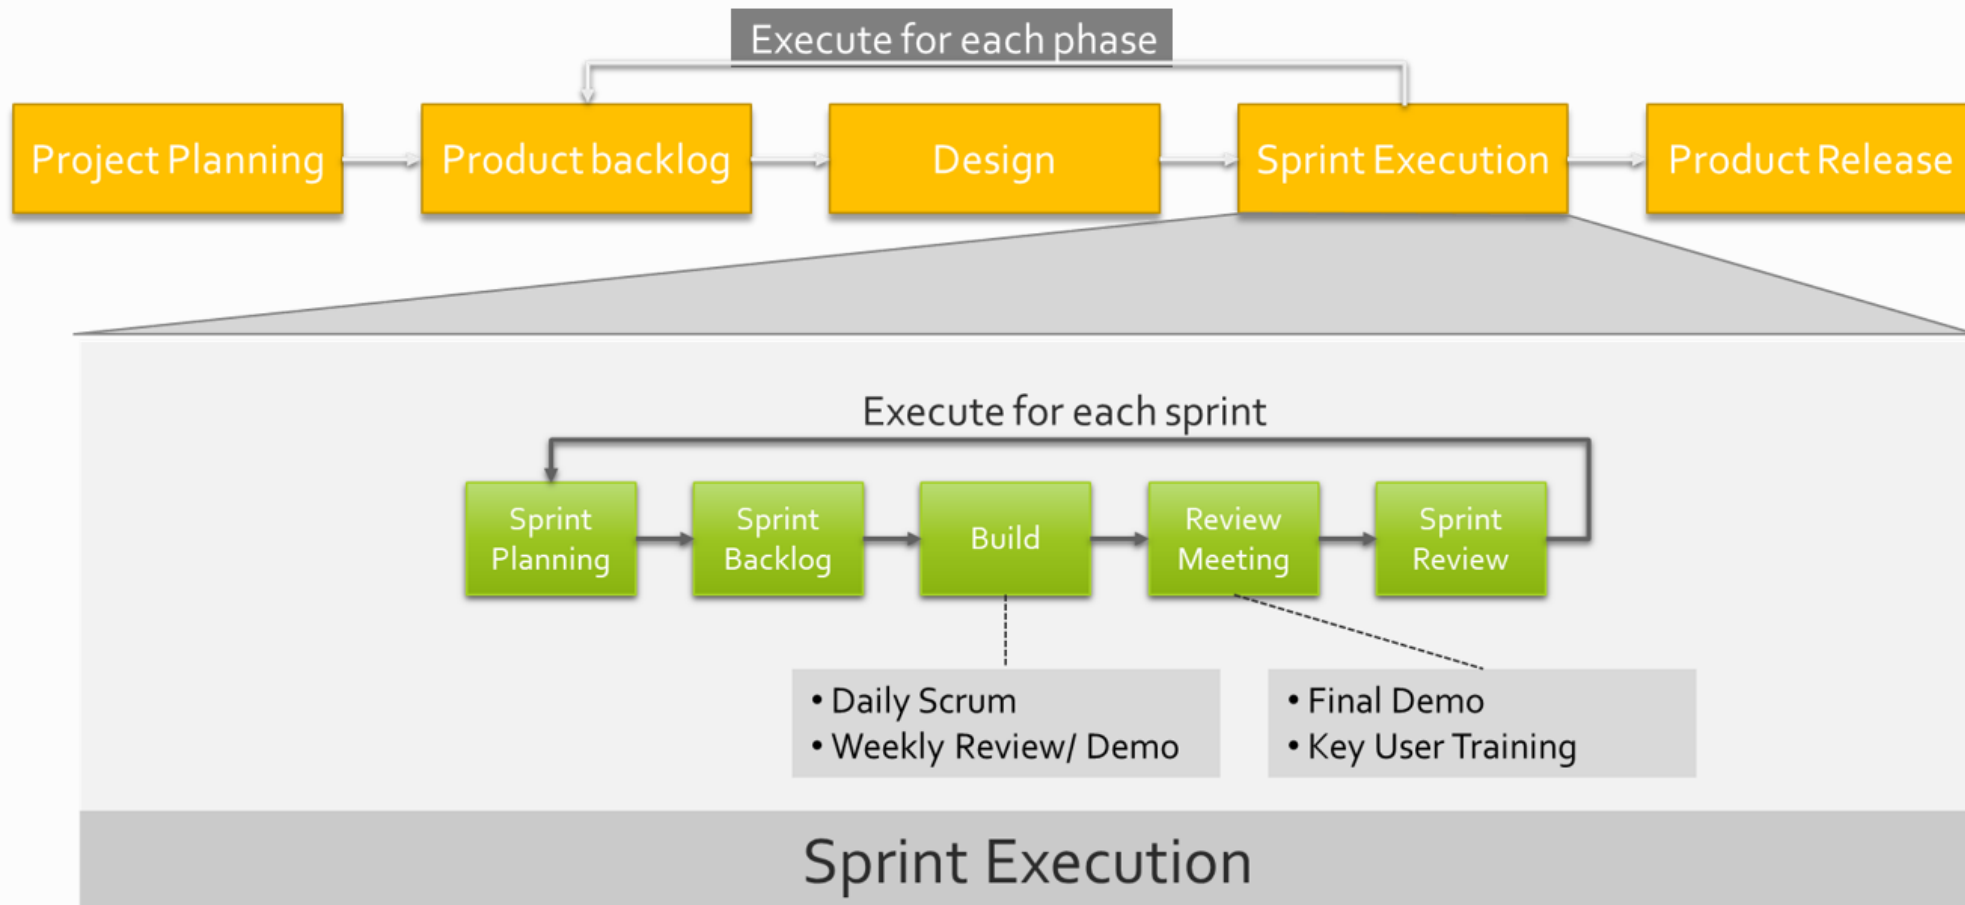 Execute for each phase
Project Planning
Product backlog
Design
Sprint Execution
Product Release
Execute for each sprint
Sprint
Planning
Sprint
Backlog
Build
Review
Meeting
Sprint
Review
• Daily Scrum
• Weekly Review/ Demo
• Final Demo
• Key User Training
Sprint Execution